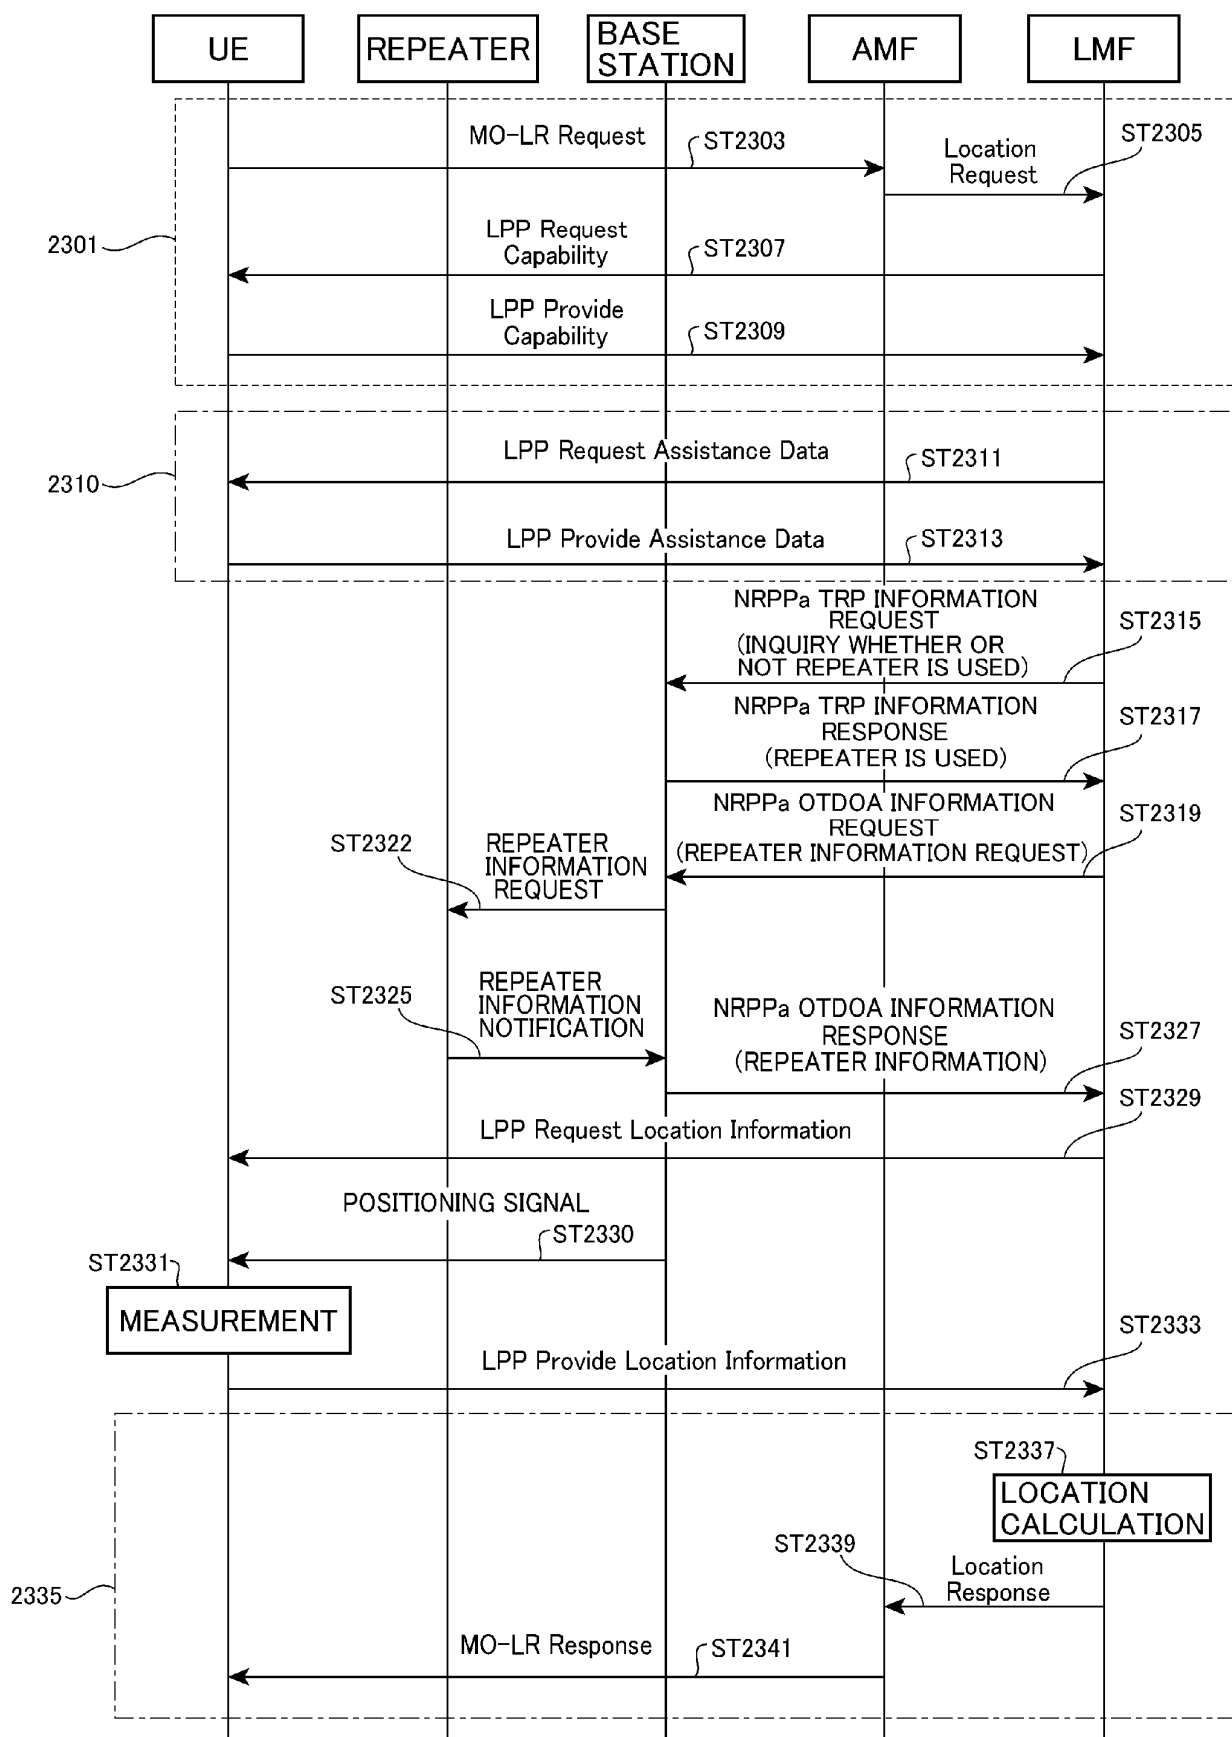 UE
REPEATER
BASE
STATION
AMF
LMF
MO-LR Request
ST2303
Location
Request
ST2305
2301
LPP Request
Capability
ST2307
LPP Provide
Capability
ST2309
2310
LPP Request Assistance Data
ST2311
LPP Provide Assistance Data
ST2313
NRPPa TRP INFORMATION
REQUEST
(INQUIRY WHETHER OR
NOT REPEATER IS USED)
ST2315
NRPPa TRP INFORMATION
RESPONSE
(REPEATER IS USED)
ST2317
NRPPa OTDOA INFORMATION
REQUEST
(REPEATER INFORMATION REQUEST)
ST2319
ST2322
REPEATER
INFORMATION
REQUEST
ST2325
REPEATER
INFORMATION
NOTIFICATION
NRPPa OTDOA INFORMATION
RESPONSE
(REPEATER INFORMATION)
ST2327
ST2329
LPP Request Location Information
POSITIONING SIGNAL
ST2330
ST2331
MEASUREMENT
ST2333
LPP Provide Location Information
ST2337
LOCATION
CALCULATION
2335
ST2339
Location
Response
MO-LR Response
ST2341